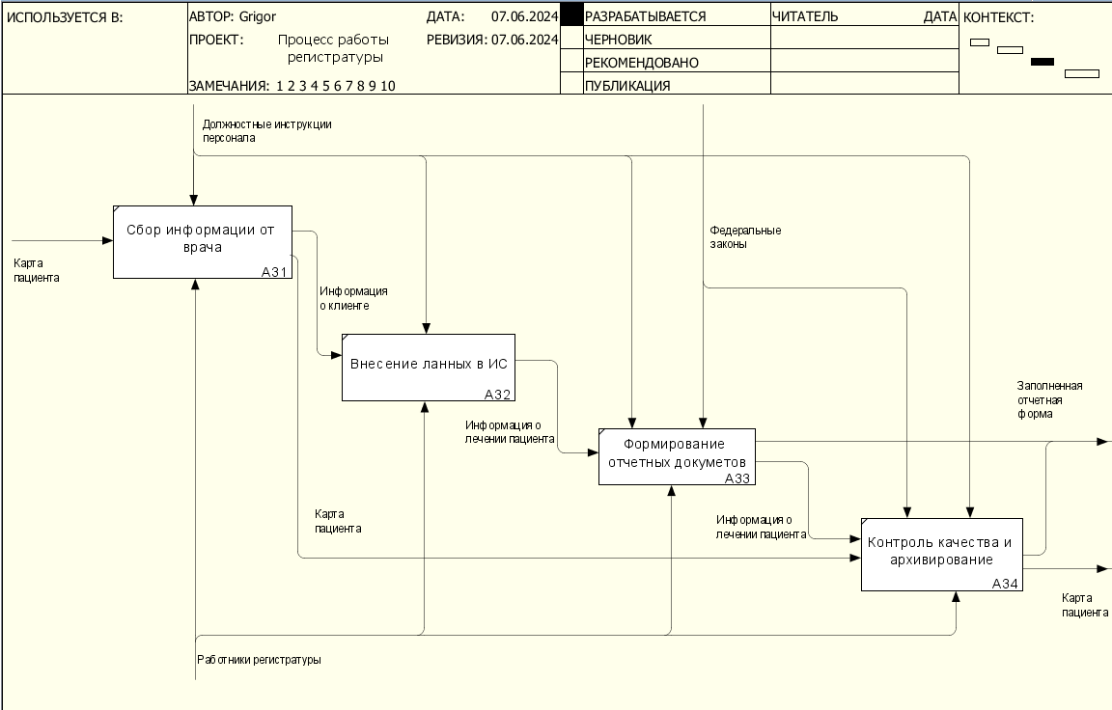 ИСПОЛЬЗУЕТСЯ В:
АВТОР: Grigor
ДАТА: 07.06.2024
РАЗРАБАТЫВАЕТСЯ
ЧИТАТЕЛЬ
ДАТА
КОНТЕКСТ:
ПРОЕКТ: Процесс работы
регистратуры
РЕВИЗИЯ: 07.06.2024
ЧЕРНОВИК
РЕКОМЕНДОВАНО
ЗАМЕЧАНИЯ: 1 2 3 4 5 6 7 8 9 10
ПУБЛИКАЦИЯ
Должностные инструкции
персонала
Сбор информации от
врача
A31
Федеральные
законы
Карта
пациента
Информация
о клиенте
Внесение ланных в ИС
A32
Заполненная
отчетная
форма
Информация о
лечении пациента
Формирование
отчетных докуметов
A33
Карта
пациента
Информация о
лечении пациента
Контроль качества и
архивирование
A34
Карта
пациента
Работники регистратуры